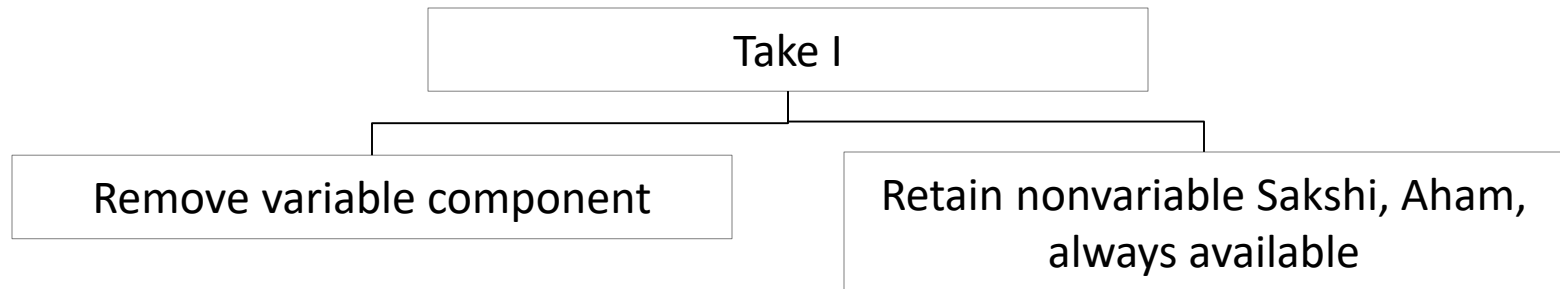 Take I
Remove variable component
Retain nonvariable Sakshi, Aham,
always available